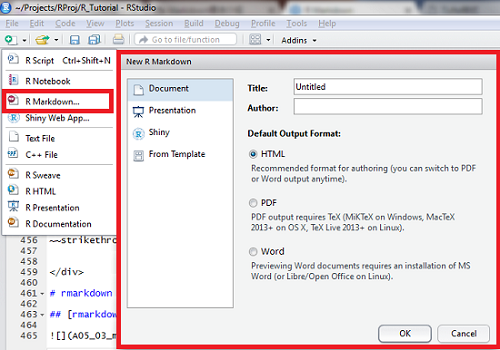 ~/Projects/RProj/R_Tutorial - RStudio
File Edit Code View Plots Session Build Debug Profile Tools Help
Go to file/function Addins
R Script Ctrl+Shift+N
R Notebook
R Markdown...
Shiny Web App...
Text File
C++ File
R Sweave
R HTML
R Presentation
R Documentation
456 ~~strikethro
457
458
459 </div>
460
461 # rmarkdown
462
463 ## [rmarkd
464
465 ![](A05_03_m
New R Markdown
Document
Presentation
Shiny
From Template
Title: Untitled
Author:
Default Output Format:
HTML
Recommended format for authoring (you can switch to PDF
or Word output anytime).
PDF
PDF output requires TeX (MiKTeX on Windows, MacTeX
2013+ on OS X, TeX Live 2013+ on Linux).
Word
Previewing Word documents requires an installation of MS
Word (or Libre/Open Office on Linux).
OK Cancel